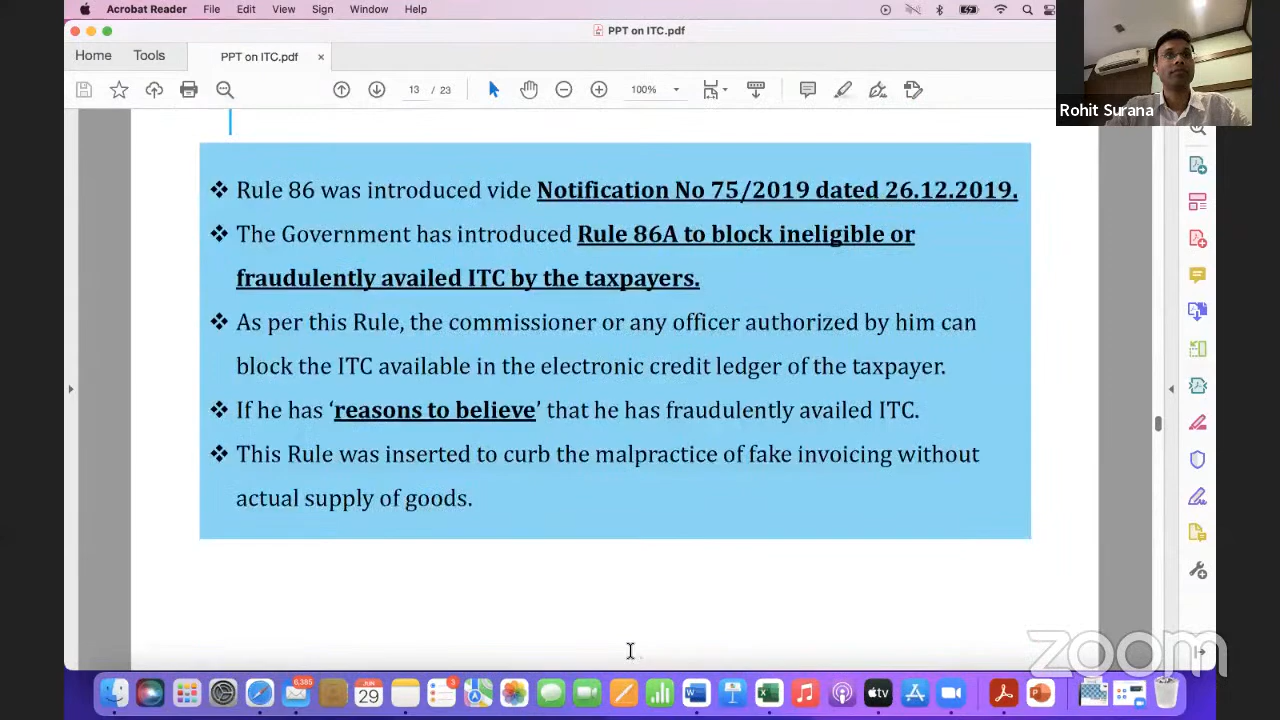 Acrobat Reader File Edit View Sign Window Help
PPT on ITC.pdf
Home Tools PPT on ITC.pdf ×
13 / 23 100%
Rohit Surana
❖ Rule 86 was introduced vide Notification No 75/2019 dated 26.12.2019.
❖ The Government has introduced Rule 86A to block ineligible or
fraudulently availed ITC by the taxpayers.
❖ As per this Rule, the commissioner or any officer authorized by him can
block the ITC available in the electronic credit ledger of the taxpayer.
❖ If he has ‘reasons to believe’ that he has fraudulently availed ITC.
❖ This Rule was inserted to curb the malpractice of fake invoicing without
actual supply of goods.
zoom
6,385
JUN
29
3
tv